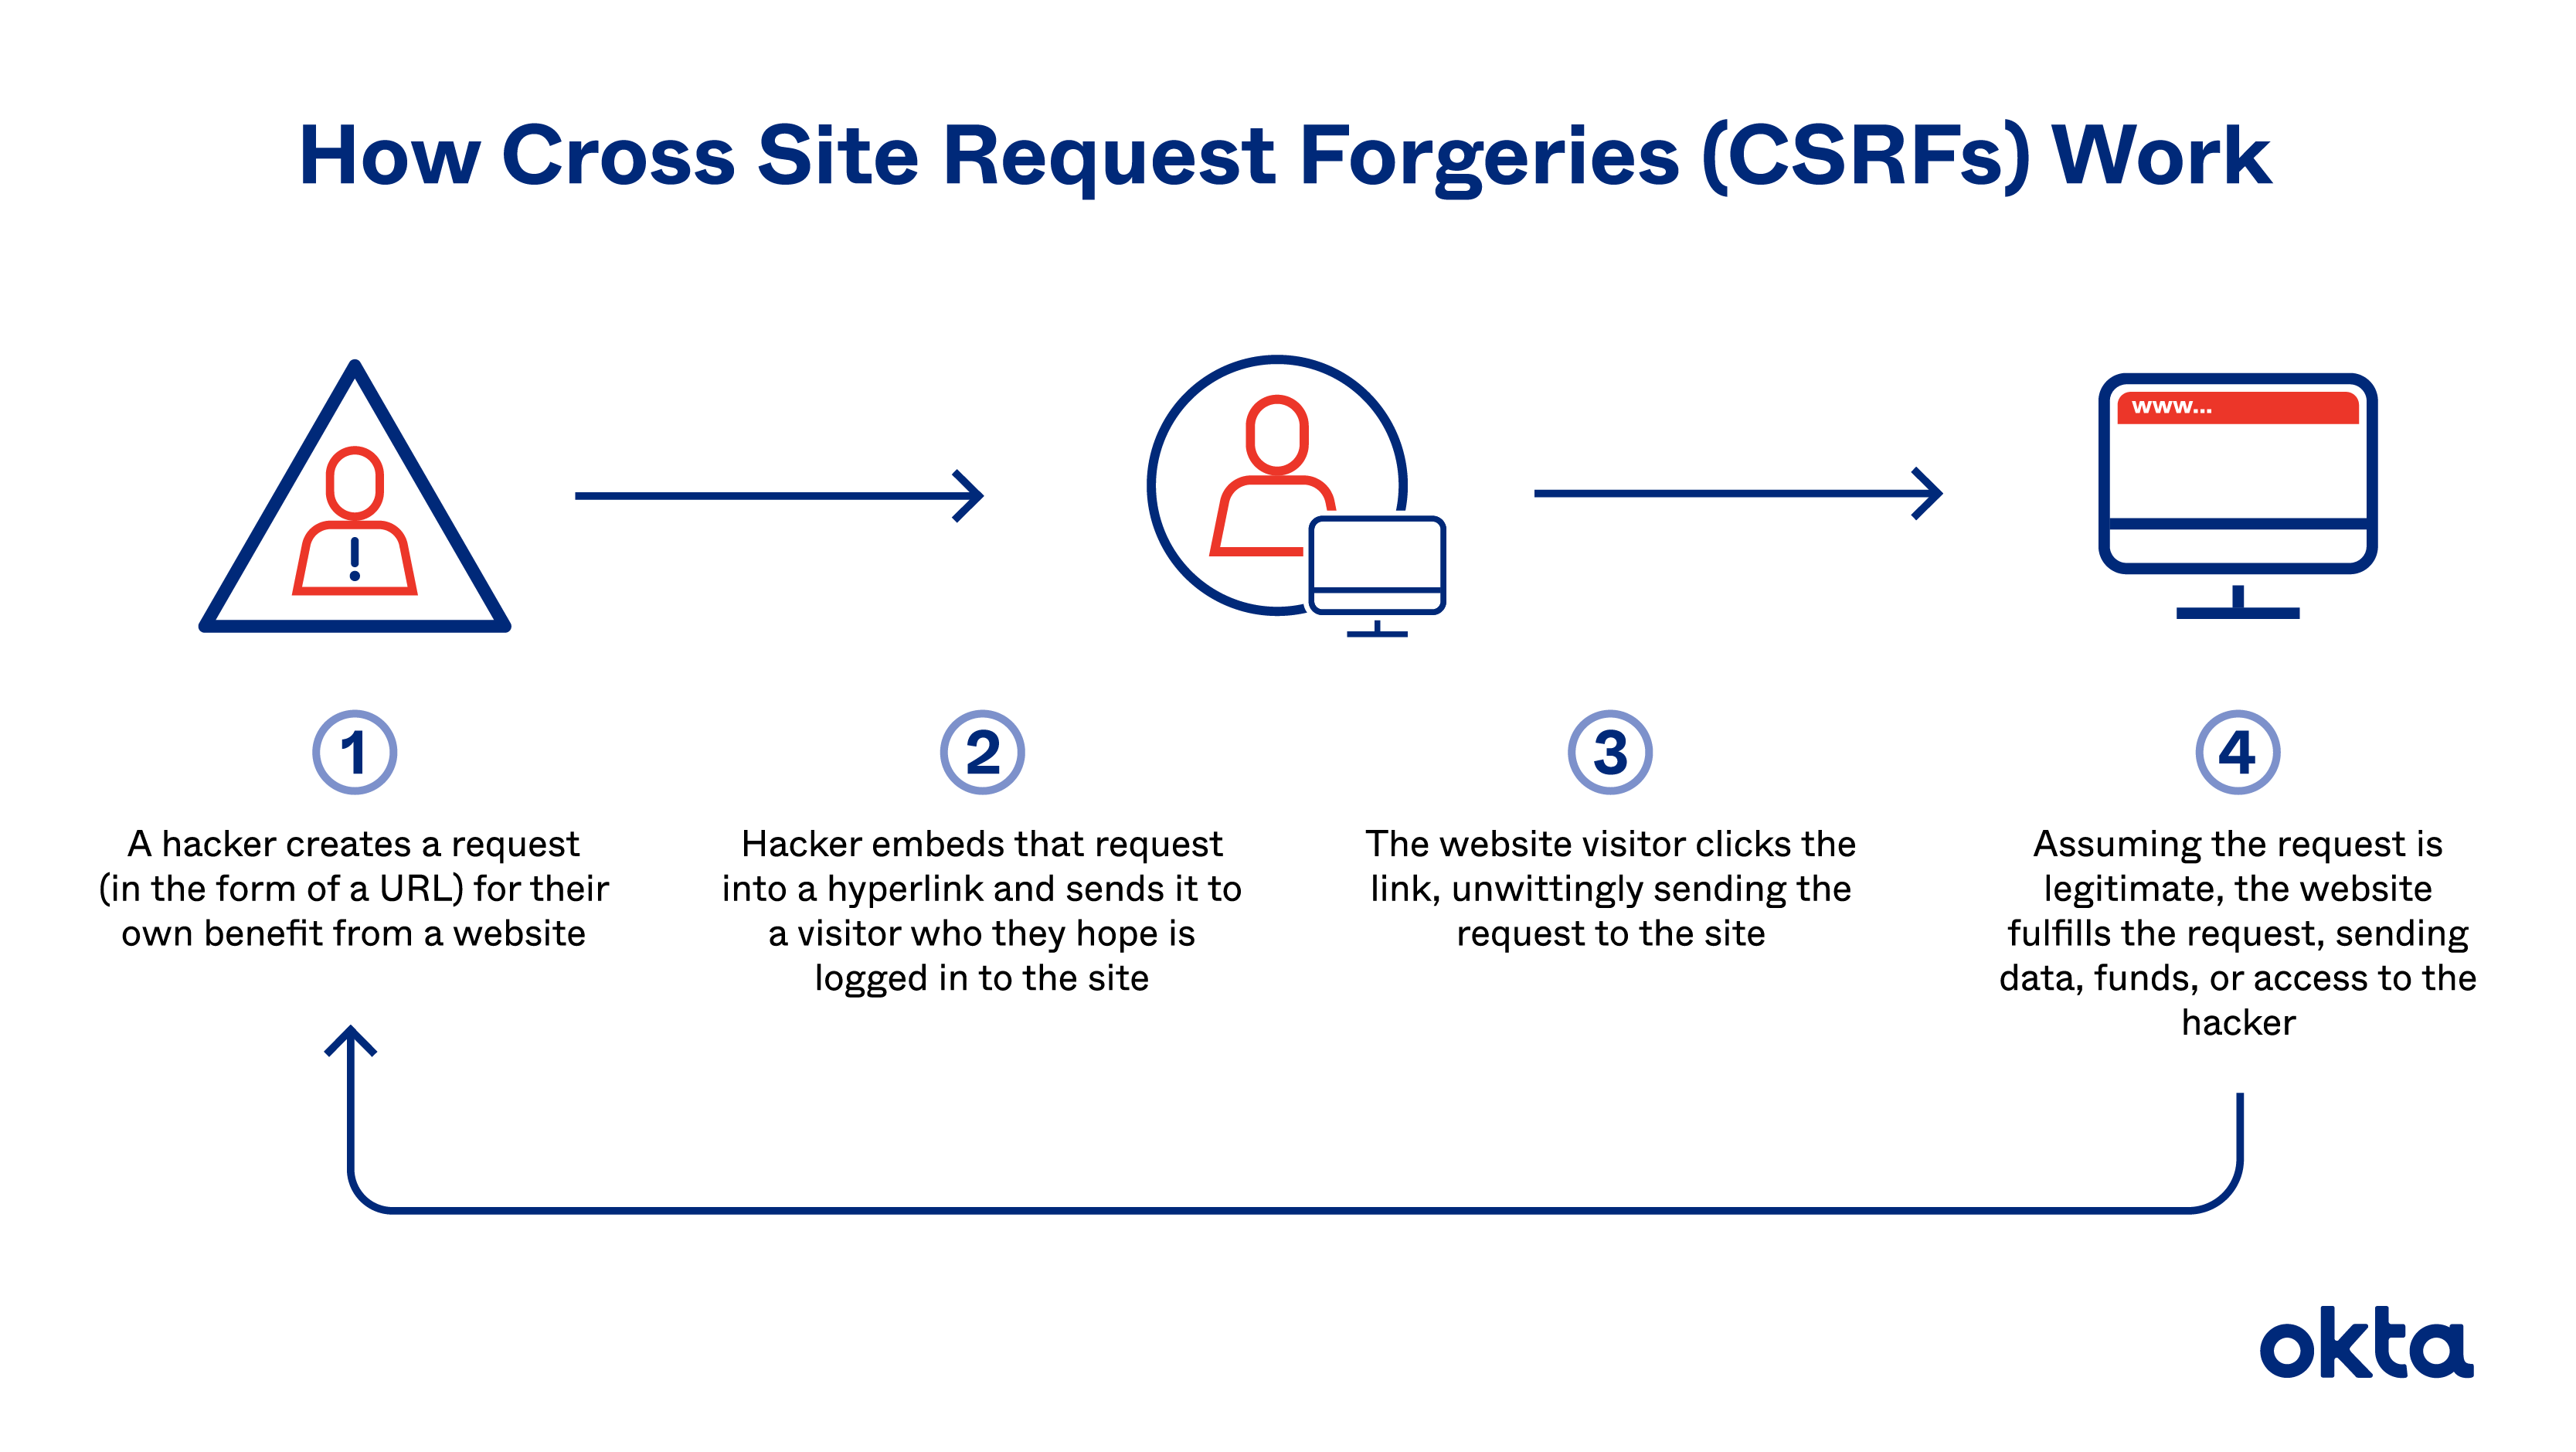 How Cross Site Request Forgeries (CSRFs) Work
!
www...
1
A hacker creates a request
(in the form of a URL) for their
own benefit from a website
2
Hacker embeds that request
into a hyperlink and sends it to
a visitor who they hope is
logged in to the site
3
The website visitor clicks the
link, unwittingly sending the
request to the site
4
Assuming the request is
legitimate, the website
fulfills the request, sending
data, funds, or access to the
hacker
okta